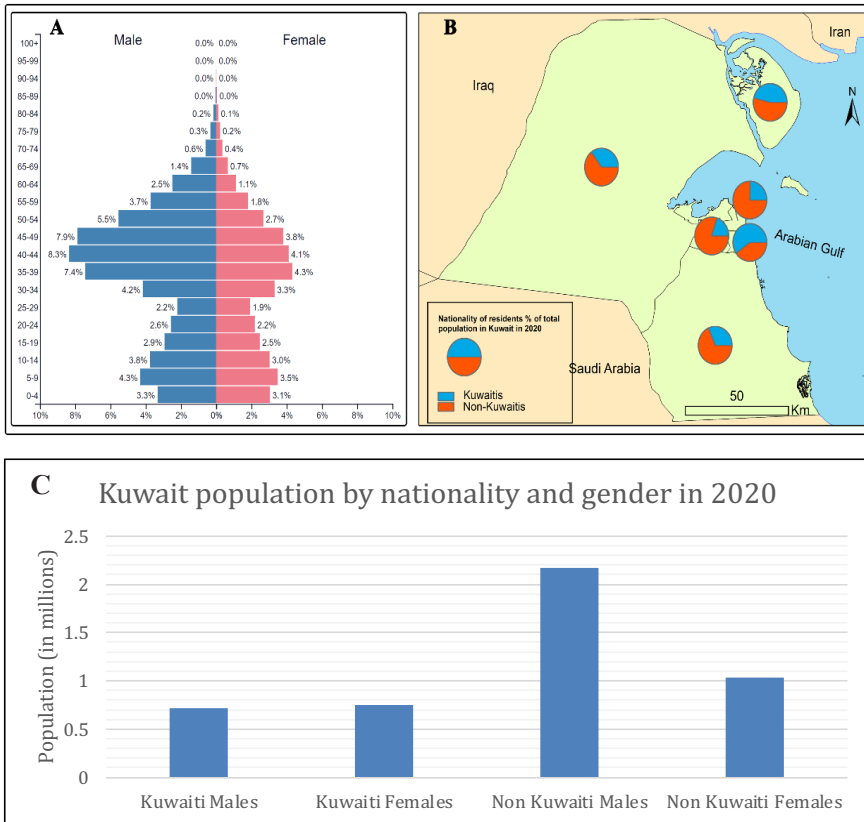 A
Male
Female
100+ 0.0% 0.0%
95-99 0.0% 0.0%
90-94 0.0% 0.0%
85-89 0.0% 0.0%
80-84 0.2% 0.1%
75-79 0.3% 0.2%
70-74 0.6% 0.4%
65-69 1.4% 0.7%
60-64 2.5% 1.1%
55-59 3.7% 1.8%
50-54 5.5% 2.7%
45-49 7.9% 3.8%
40-44 8.3% 4.1%
35-39 7.4% 4.3%
30-34 4.2% 3.3%
25-29 2.2% 1.9%
20-24 2.6% 2.2%
15-19 2.9% 2.5%
10-14 3.8% 3.0%
5-9 4.3% 3.5%
0-4 3.3% 3.1%
10% 8% 6% 4% 2% 0% 2% 4% 6% 8% 10%
B
Iran
Iraq
N
Arabian Gulf
Saudi Arabia
Nationality of residents % of total
population in Kuwait in 2020
Kuwaitis
Non-Kuwaitis
50
Km
C
Kuwait population by nationality and gender in 2020
Population (in millions)
2.5
2
1.5
1
0.5
0
Kuwaiti Males Kuwaiti Females Non Kuwaiti Males Non Kuwaiti Females